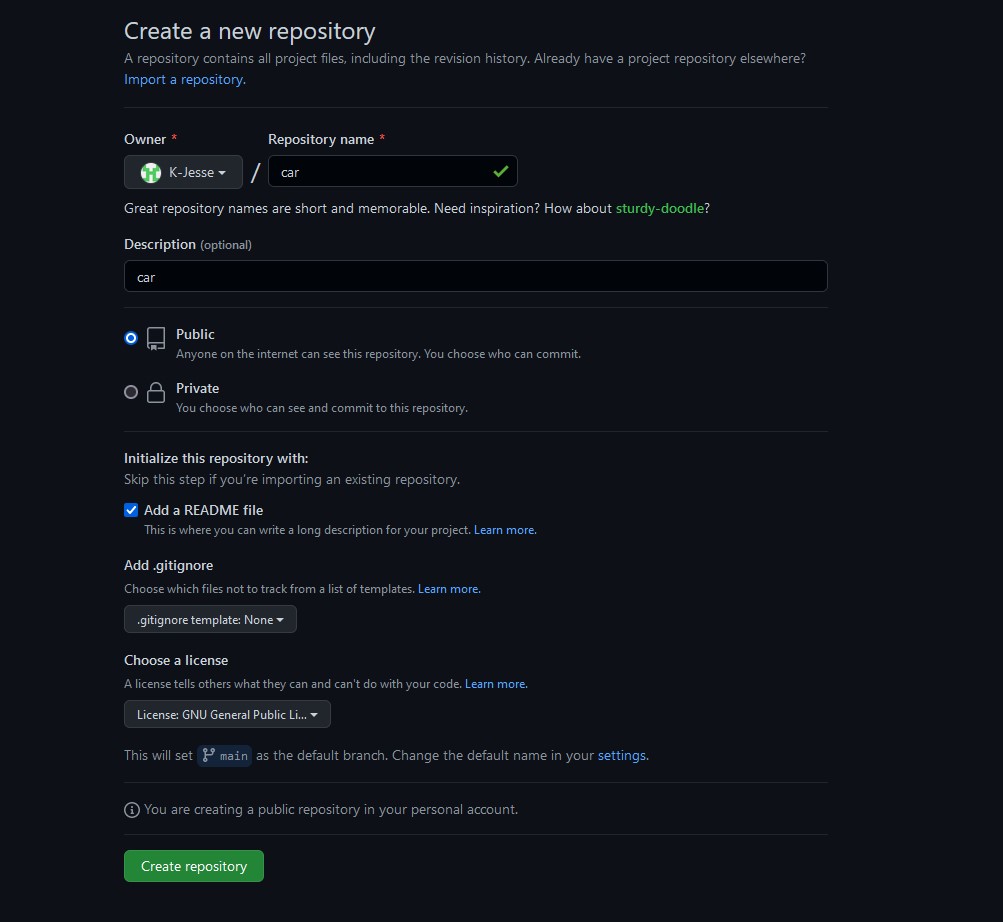 Create a new repository
A repository contains all project files, including the revision history. Already have a project repository elsewhere?
Import a repository.
Owner * Repository name *
K-Jesse / car
Great repository names are short and memorable. Need inspiration? How about sturdy-doodle?
Description (optional)
car
Public
Anyone on the internet can see this repository. You choose who can commit.
Private
You choose who can see and commit to this repository.
Initialize this repository with:
Skip this step if you're importing an existing repository.
Add a README file
This is where you can write a long description for your project. Learn more.
Add .gitignore
Choose which files not to track from a list of templates. Learn more.
.gitignore template: None
Choose a license
A license tells others what they can and can't do with your code. Learn more.
License: GNU General Public Li...
This will set main as the default branch. Change the default name in your settings.
You are creating a public repository in your personal account.
Create repository